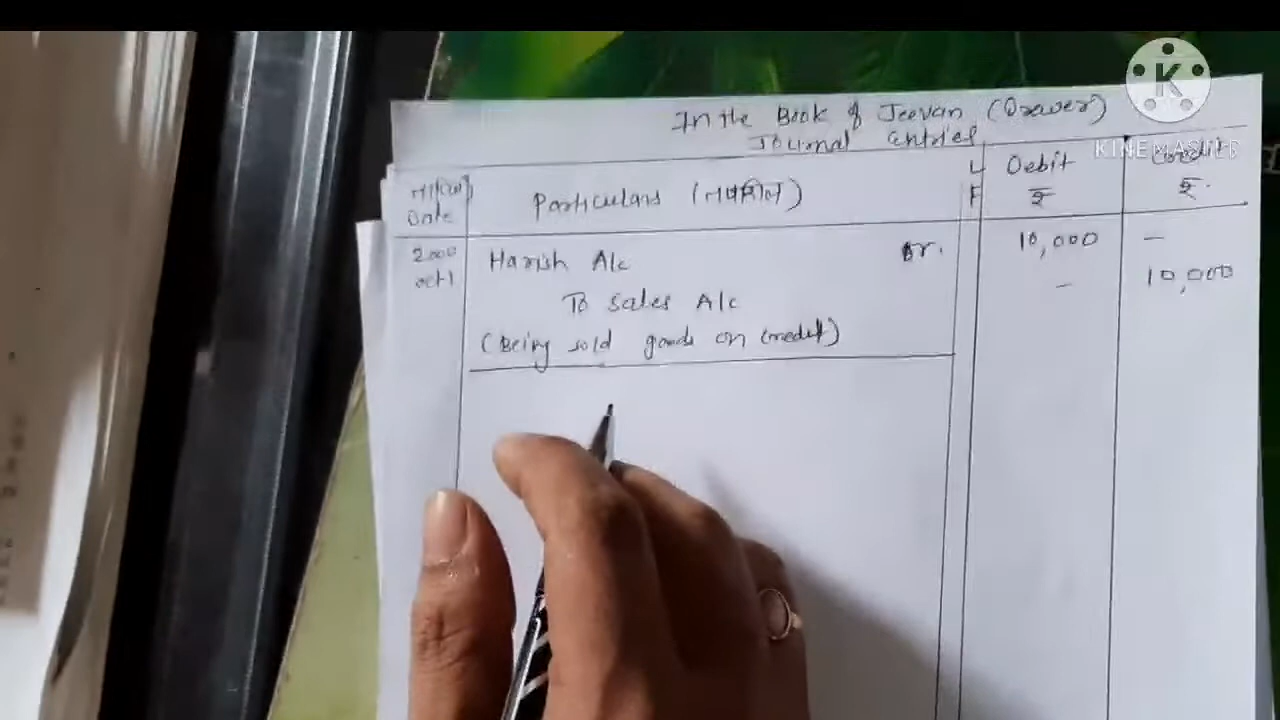 In the Book of Jeevan (Drawer)
Journal entries
तारीख Date Particulars (तपशील) L F Debit ₹ Credit ₹
2000 Oct 1 Harish A/c Dr. 10,000 —
To Sales A/c — 10,000
(Being sold goods on credit)
K
KINEMASTER